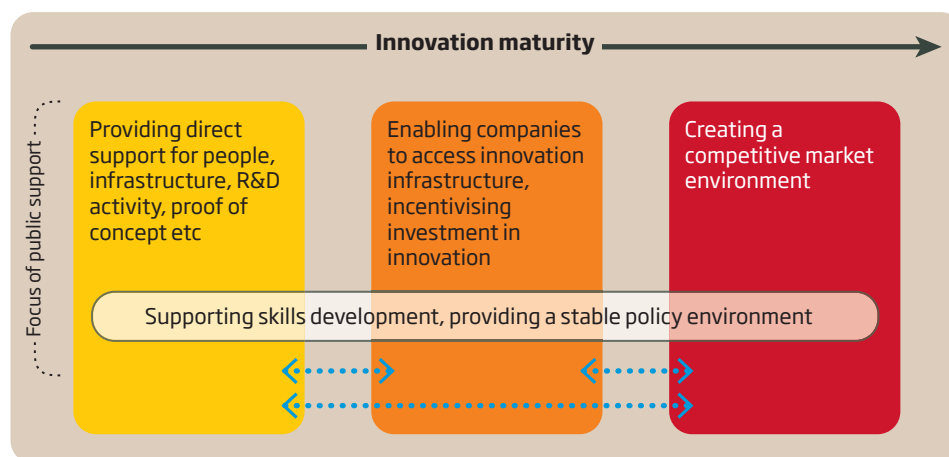 Innovation maturity
Focus of public support
Providing direct
support for people,
infrastructure, R&D
activity, proof of
concept etc
Enabling companies
to access innovation
infrastructure,
incentivising
investment in
innovation
Creating a
competitive market
environment
Supporting skills development, providing a stable policy environment